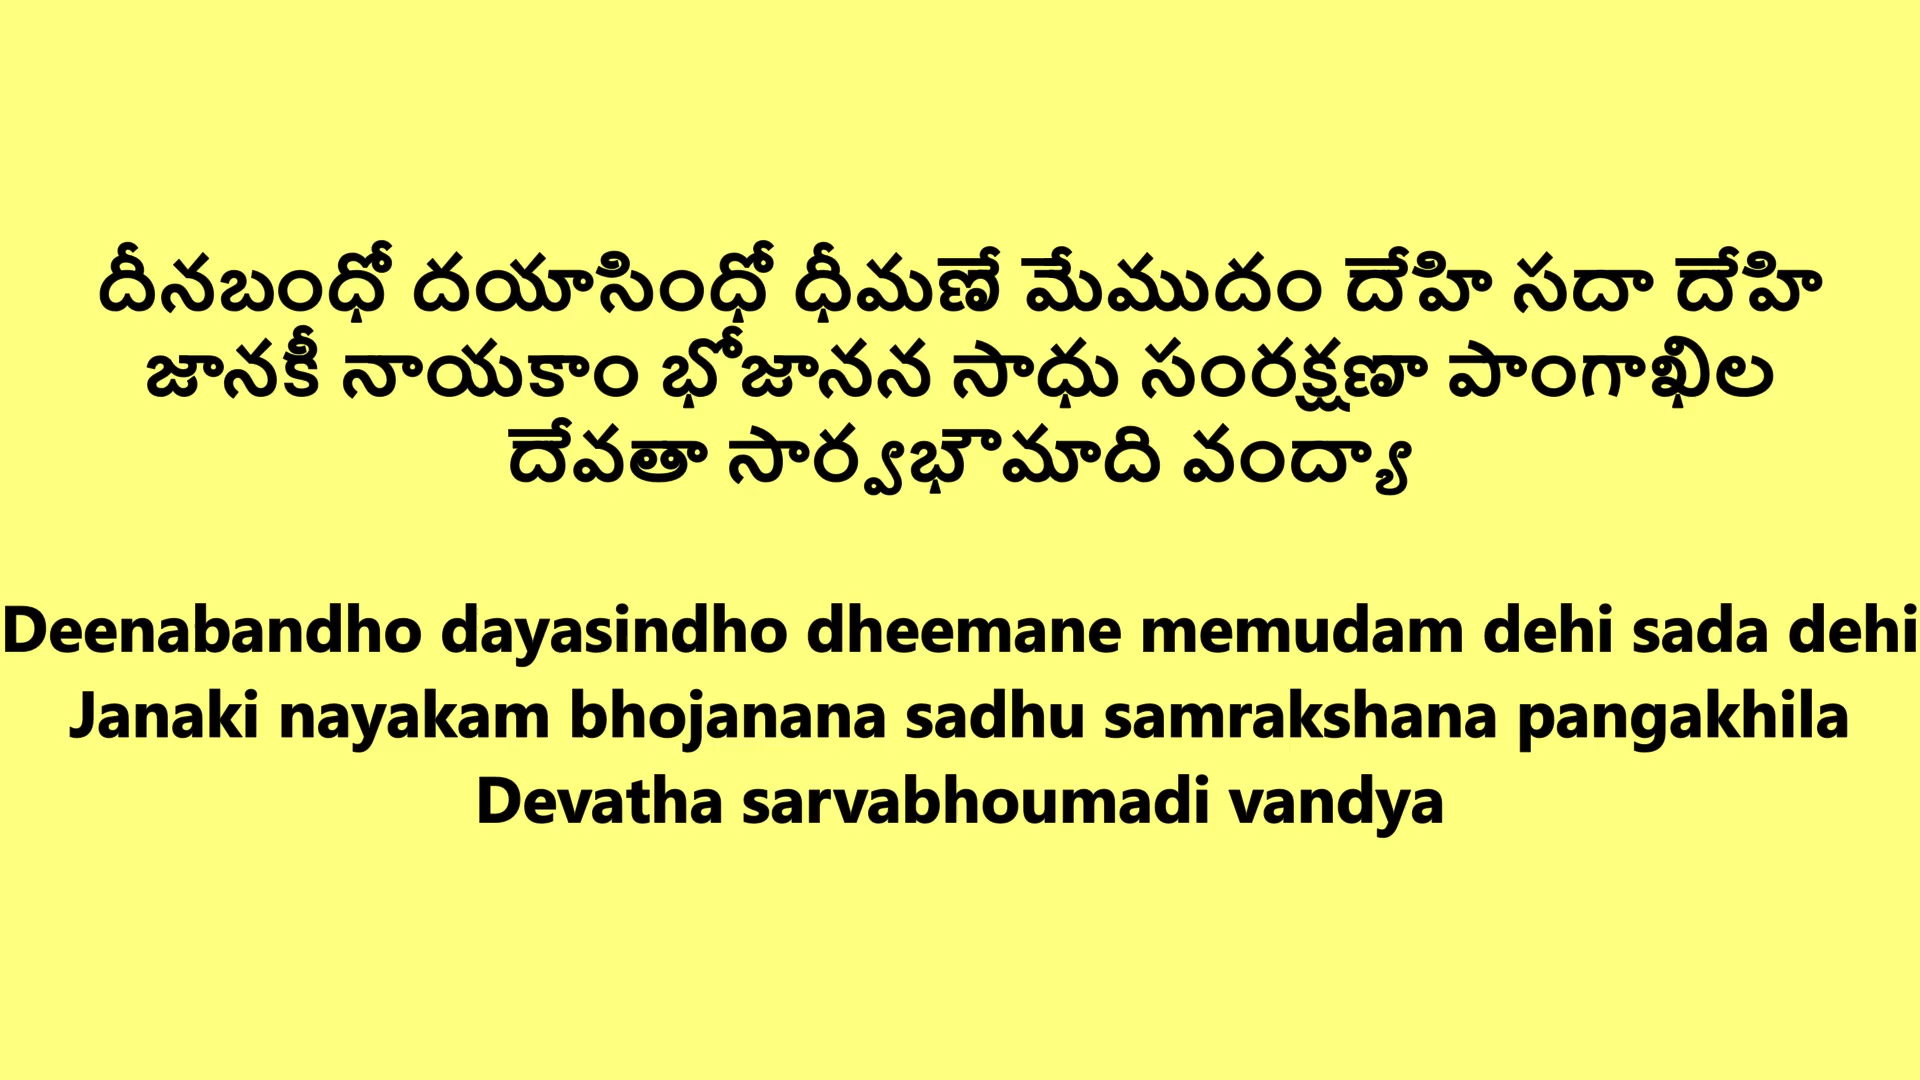 దీనబంధో దయాసింధో ధీమణే మేముదం దేహి సదా దేహి
జానకీ నాయకాం భోజానన సాధు సంరక్షణా పాంగాఖిల
దేవతా సార్వభౌమాది వంద్యా
Deenabandho dayasindho dheemane memudam dehi sada dehi
Janaki nayakam bhojanana sadhu samrakshana pangakhila
Devatha sarvabhoumadi vandya